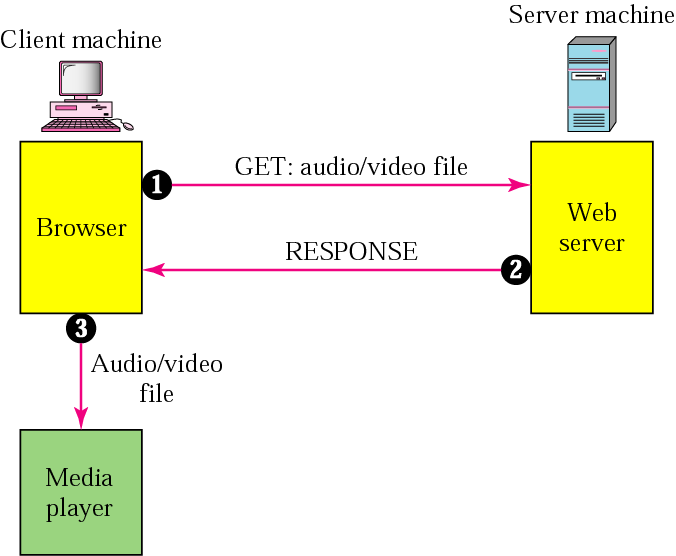 Server machine
Client machine
1
GET: audio/video file
Browser
Web
server
RESPONSE
2
3
Audio/video
file
Media
player